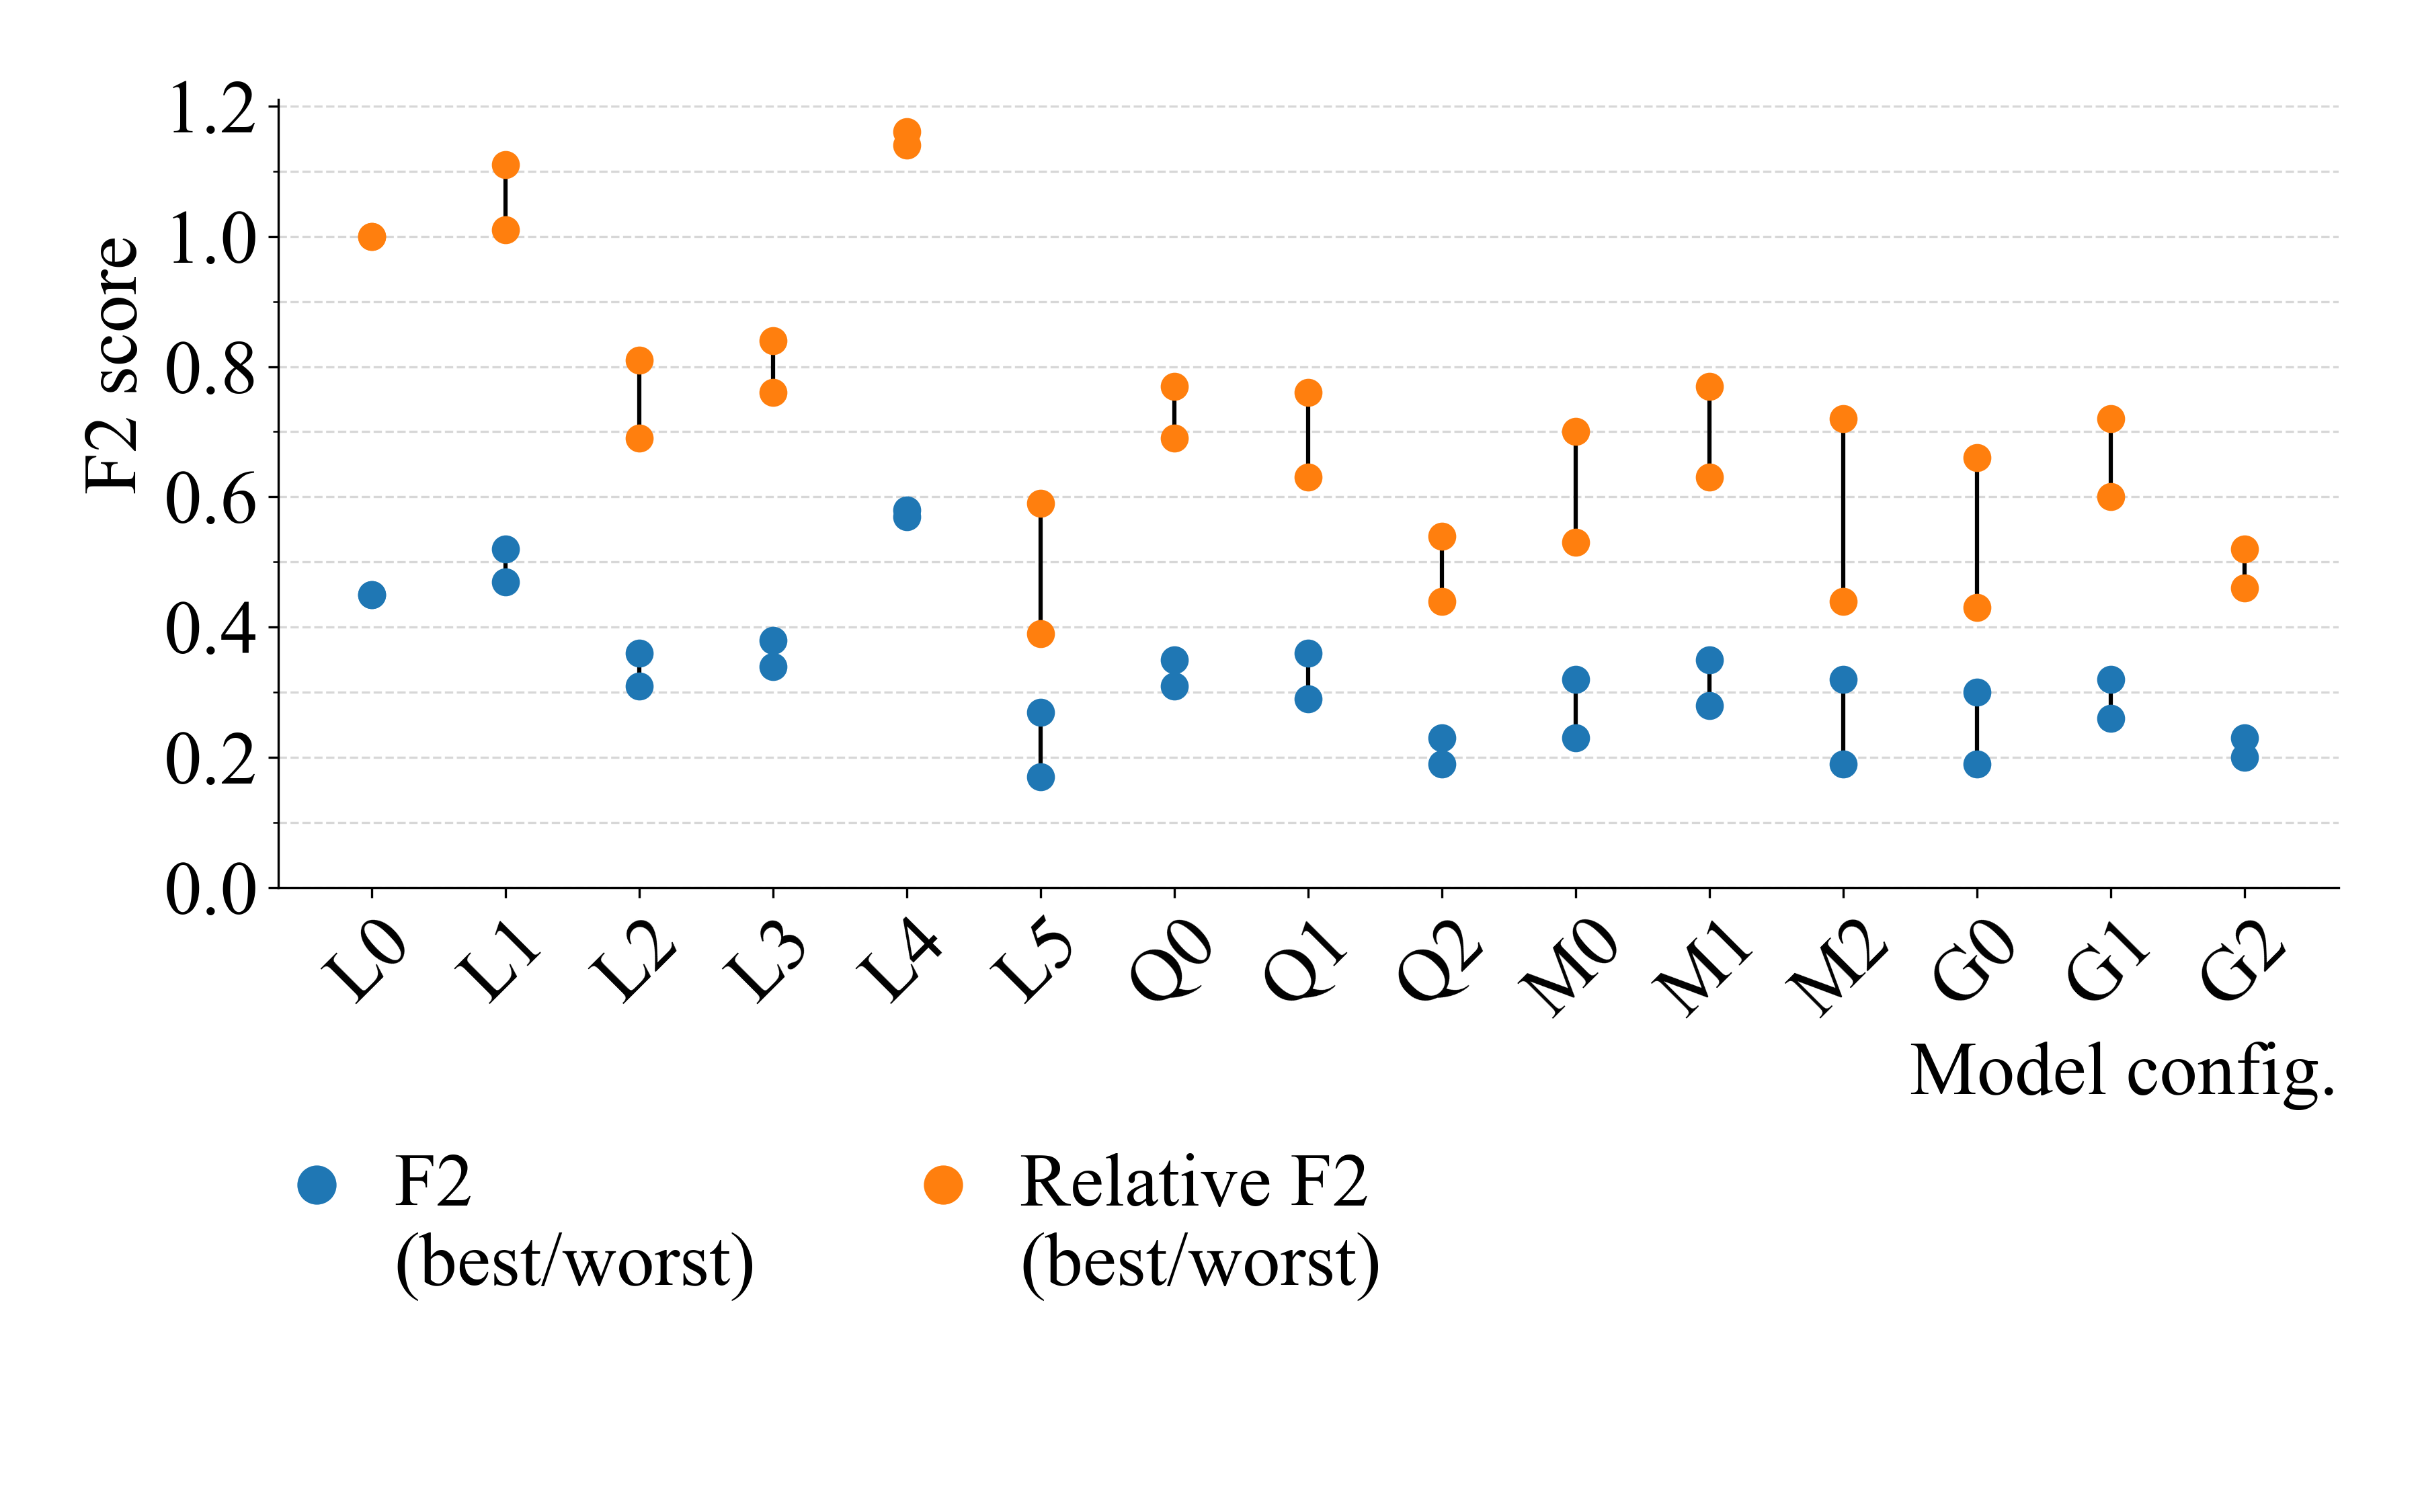 1.2
1.0
0.8
0.6
0.4
0.2
0.0
F2 score
L0 L1 L2 L3 L4 L5 Q0 Q1 Q2 M0 M1 M2 G0 G1 G2
Model config.
F2
(best/worst)
Relative F2
(best/worst)